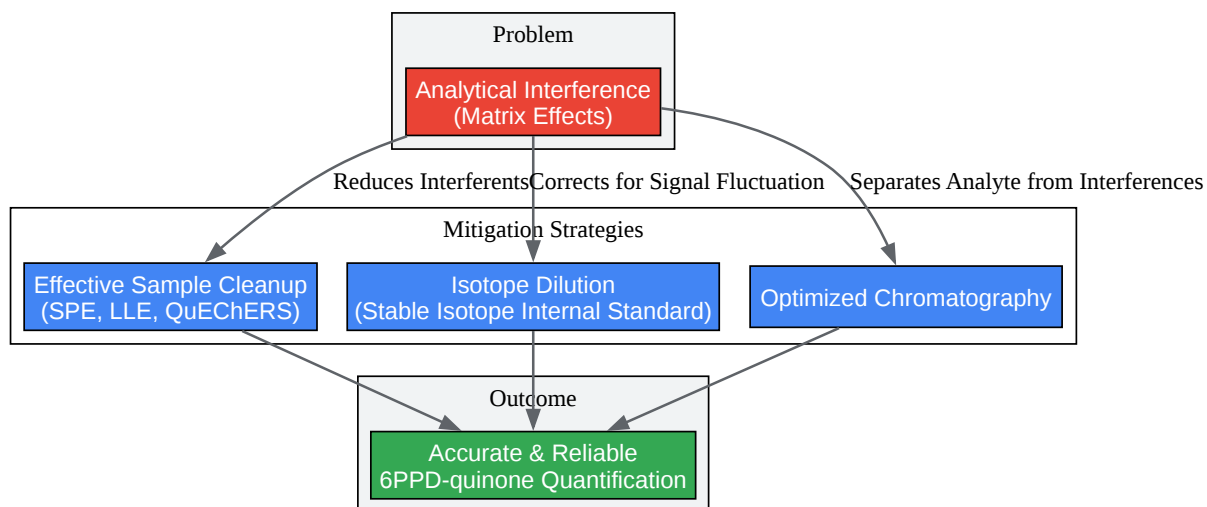 Problem
Analytical Interference
(Matrix Effects)
Reduces Interferents
Corrects for Signal Fluctuation
Separates Analyte from Interferences
Mitigation Strategies
Effective Sample Cleanup
(SPE, LLE, QuEChERS)
Isotope Dilution
(Stable Isotope Internal Standard)
Optimized Chromatography
Outcome
Accurate & Reliable
6PPD-quinone Quantification